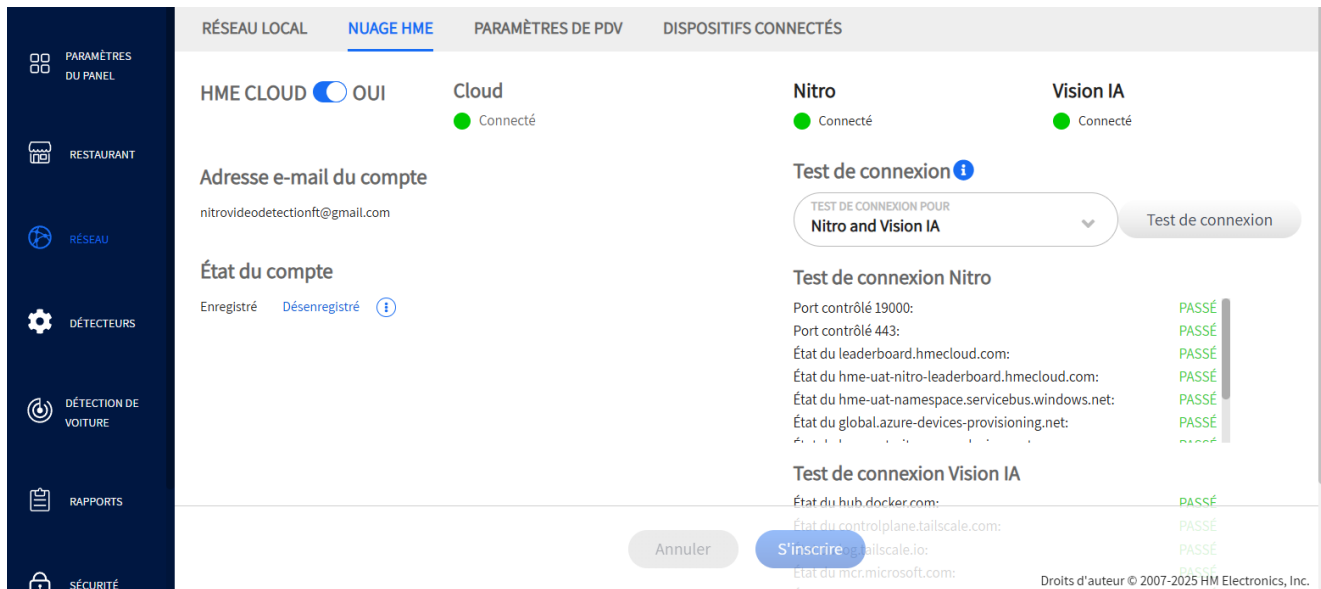 RÉSEAU LOCAL NUAGE HME PARAMÈTRES DE PDV DISPOSITIFS CONNECTÉS
PARAMÈTRES
DU PANEL
RESTAURANT
RÉSEAU
DÉTECTEURS
DÉTECTION DE
VOITURE
RAPPORTS
SÉCURITÉ
HME CLOUD OUI
Cloud
Connecté
Nitro
Connecté
Vision IA
Connecté
Adresse e-mail du compte
nitrovideodetectionft@gmail.com
État du compte
Enregistré Désenregistré
Test de connexion
TEST DE CONNEXION POUR
Nitro and Vision IA
Test de connexion
Test de connexion Nitro
Port contrôlé 19000: PASSÉ
Port contrôlé 443: PASSÉ
État du leaderboard.hmecloud.com: PASSÉ
État du hme-uat-nitro-leaderboard.hmecloud.com: PASSÉ
État du hme-uat-namespace.servicebus.windows.net: PASSÉ
État du global.azure-devices-provisioning.net: PASSÉ
Test de connexion Vision IA
État du hub.docker.com: PASSÉ
État du controlplane.tailscale.com: PASSÉ
tailscale.io: PASSÉ
État du mcr.microsoft.com: PASSÉ
Annuler
S'inscrire
Droits d'auteur © 2007-2025 HM Electronics, Inc.